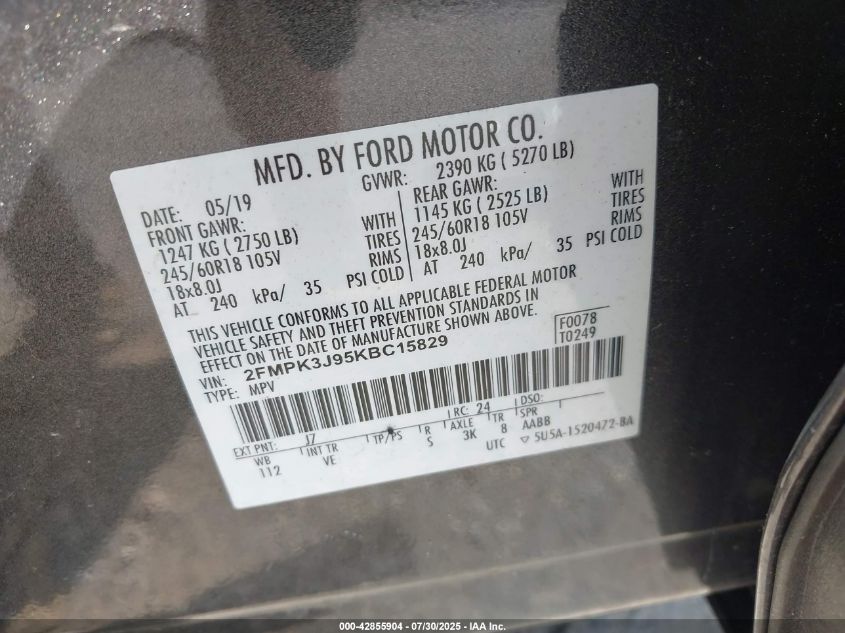 MFD. BY FORD MOTOR CO.
DATE: 05/19 GVWR: 2390 KG ( 5270 LB)
FRONT GAWR: REAR GAWR:
1247 KG ( 2750 LB) WITH 1145 KG ( 2525 LB) WITH
245/60R18 105V TIRES 245/60R18 105V TIRES
18x8.0J RIMS 18x8.0J RIMS
AT 240 kPa/ 35 PSI COLD AT 240 kPa/ 35 PSI COLD
THIS VEHICLE CONFORMS TO ALL APPLICABLE FEDERAL MOTOR
VEHICLE SAFETY AND THEFT PREVENTION STANDARDS IN
EFFECT ON THE DATE OF MANUFACTURE SHOWN ABOVE.
VIN: 2FMPK3J95KBC15829
TYPE: MPV
F0078
T0249
EXT PNT: J7 RC: 24 DSO:
WB INT TR TP/PS R AXLE TR SPR
112 VE S 3K 8 AABB
UTC ▽ 5U5A-1520472-BA
000-42855904 - 07/30/2025 - IAA Inc.